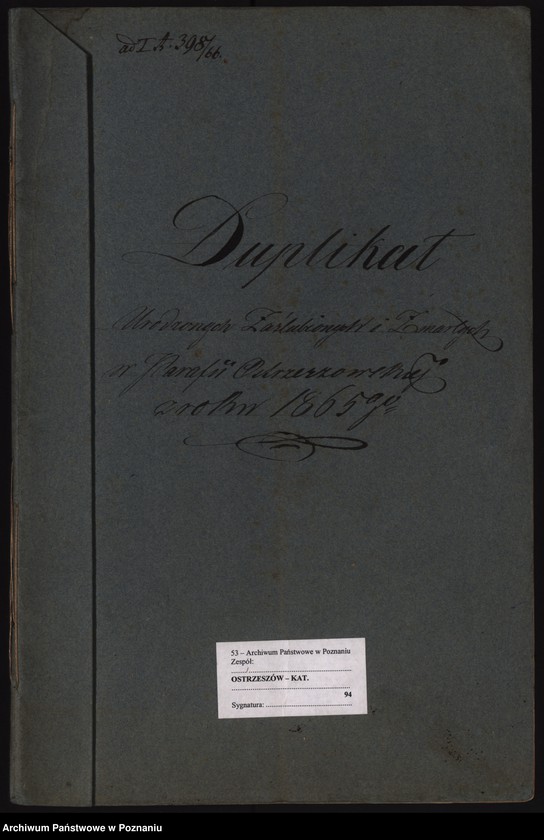 ad I A. 398/66.
Duplikat
Urodzonych Zaślubionych i Zmarłych
w Parafii Ostrzeszowskiéj
z roku 1865go
53 – Archiwum Państwowe w Poznaniu
Zespół:
OSTRZESZÓW – KAT.
94
Sygnatura:
Archiwum Państwowe w Poznaniu